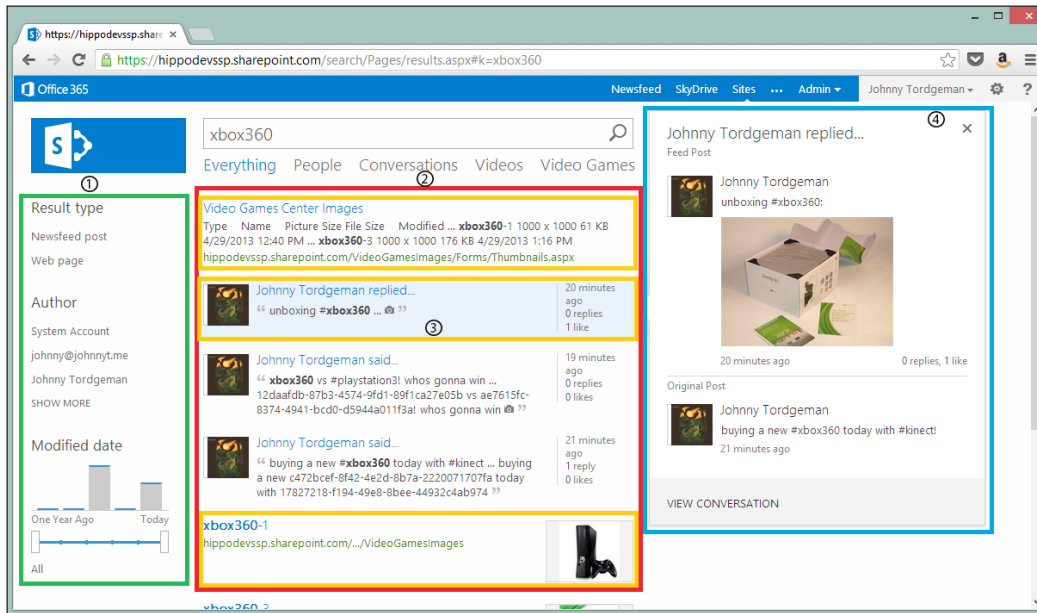 https://hippodevssp.share
https://hippodevssp.sharepoint.com/search/Pages/results.aspx#k=xbox360
Office 365
Newsfeed SkyDrive Sites ... Admin Johnny Tordgeman ?
S
①
Result type
Newsfeed post
Web page
Author
System Account
johnny@johnnyt.me
Johnny Tordgeman
SHOW MORE
Modified date
One Year Ago Today
All
xbox360
Everything People Conversations Videos Video Games
②
Video Games Center Images
Type Name Picture Size File Size Modified ... xbox360-1 1000 x 1000 61 KB
4/29/2013 12:40 PM ... xbox360-3 1000 x 1000 176 KB 4/29/2013 1:16 PM
hippodevssp.sharepoint.com/VideoGamesImages/Forms/Thumbnails.aspx
Johnny Tordgeman replied...
“ unboxing #xbox360 ... ”
20 minutes
ago
0 replies
1 like
③
Johnny Tordgeman said...
“ xbox360 vs #playstation3! whos gonna win ...
12daafdb-87b3-4574-9fd1-89f1ca27e05b vs ae7615fc-
8374-4941-bcd0-d5944a011f3a! whos gonna win ”
19 minutes
ago
0 replies
0 likes
Johnny Tordgeman said...
“ buying a new #xbox360 today with #kinect ... buying
a new c472bcef-8f42-4e2d-8b7a-2220071707fa today
with 17827218-f194-49e8-8bee-44932c4ab974 ”
21 minutes
ago
1 reply
0 likes
xbox360-1
hippodevssp.sharepoint.com/.../VideoGamesImages
xbox360-3
④
Johnny Tordgeman replied...
Feed Post
Johnny Tordgeman
unboxing #xbox360:
20 minutes ago 0 replies, 1 like
Original Post
Johnny Tordgeman
buying a new #xbox360 today with #kinect!
21 minutes ago
VIEW CONVERSATION